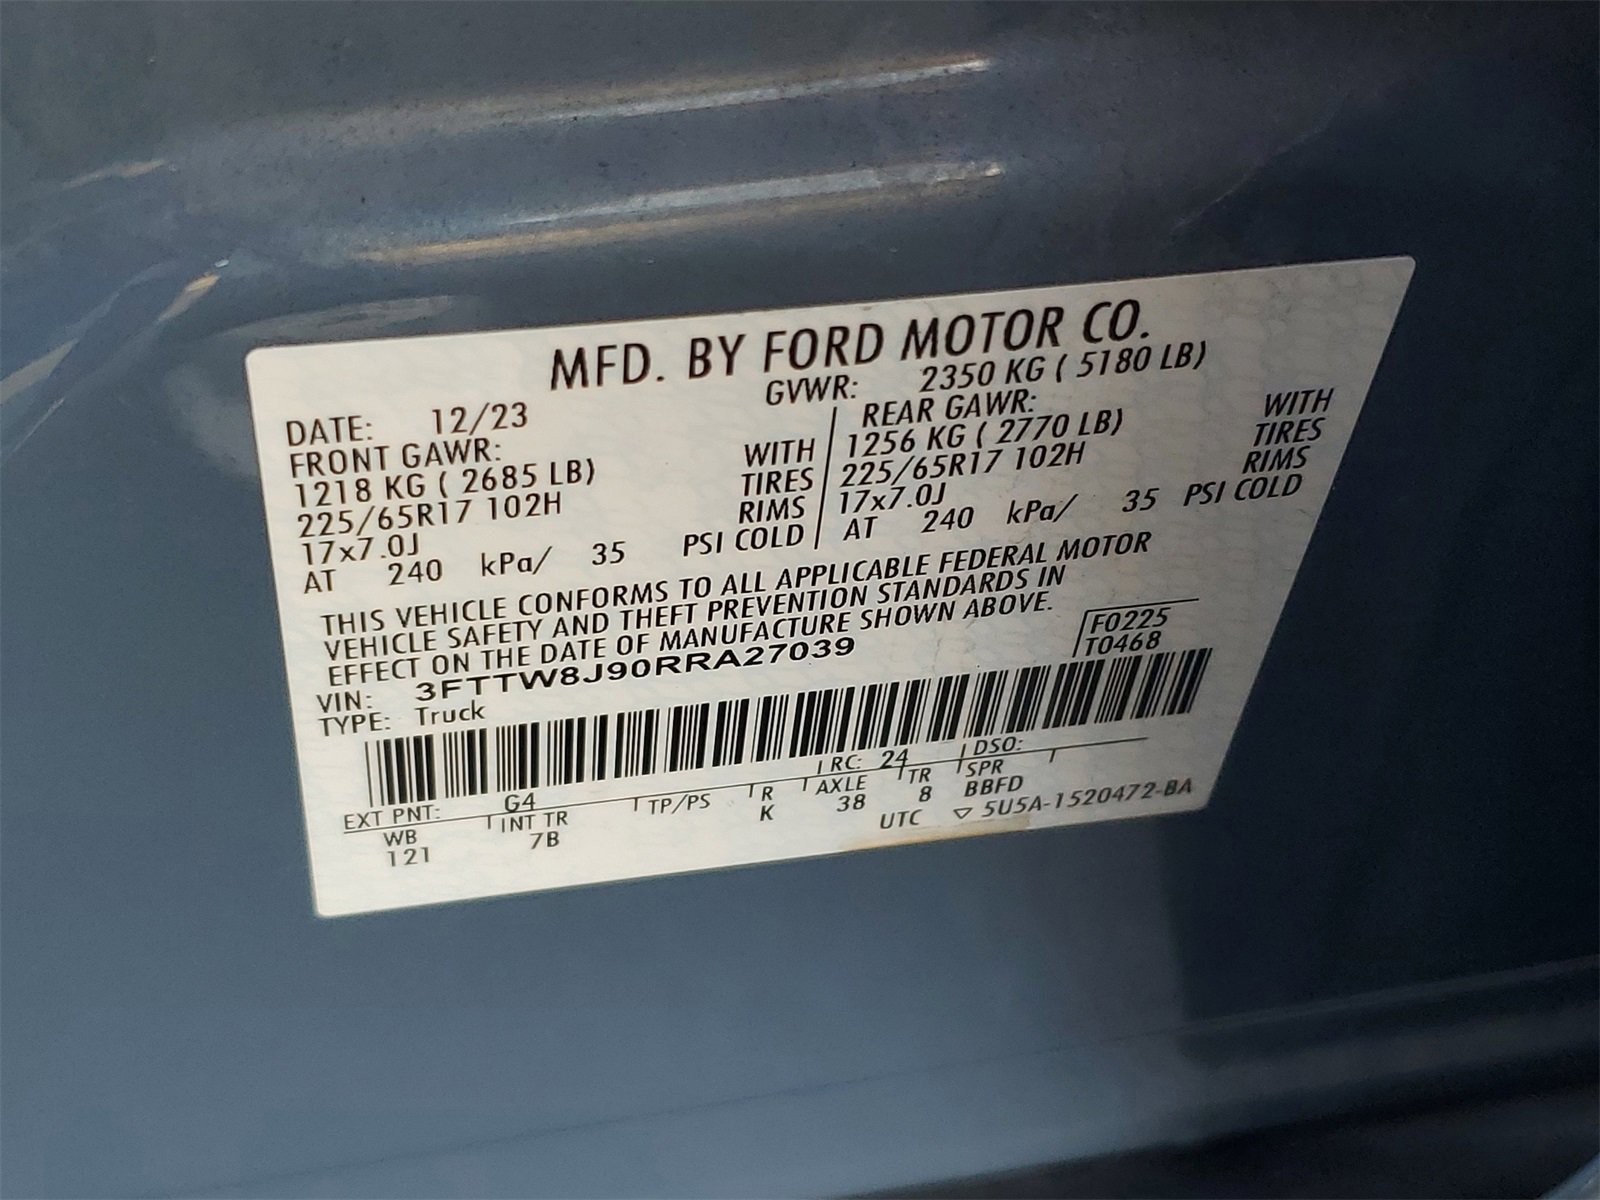 MFD. BY FORD MOTOR CO.
DATE: 12/23 GVWR: 2350 KG ( 5180 LB)
FRONT GAWR: REAR GAWR:
1218 KG ( 2685 LB) WITH 1256 KG ( 2770 LB) WITH
225/65R17 102H TIRES 225/65R17 102H TIRES
17x7.0J RIMS 17x7.0J RIMS
AT 240 kPa/ 35 PSI COLD AT 240 kPa/ 35 PSI COLD
THIS VEHICLE CONFORMS TO ALL APPLICABLE FEDERAL MOTOR
VEHICLE SAFETY AND THEFT PREVENTION STANDARDS IN
EFFECT ON THE DATE OF MANUFACTURE SHOWN ABOVE.
VIN: 3FTTW8J90RRA27039 F0225
TYPE: Truck T0468
EXT PNT: G4 RC: 24 DSO:
WB INT TR TP/PS R AXLE TR SPR
121 7B K 38 8 BBFD
UTC ▽ 5U5A-1520472-BA